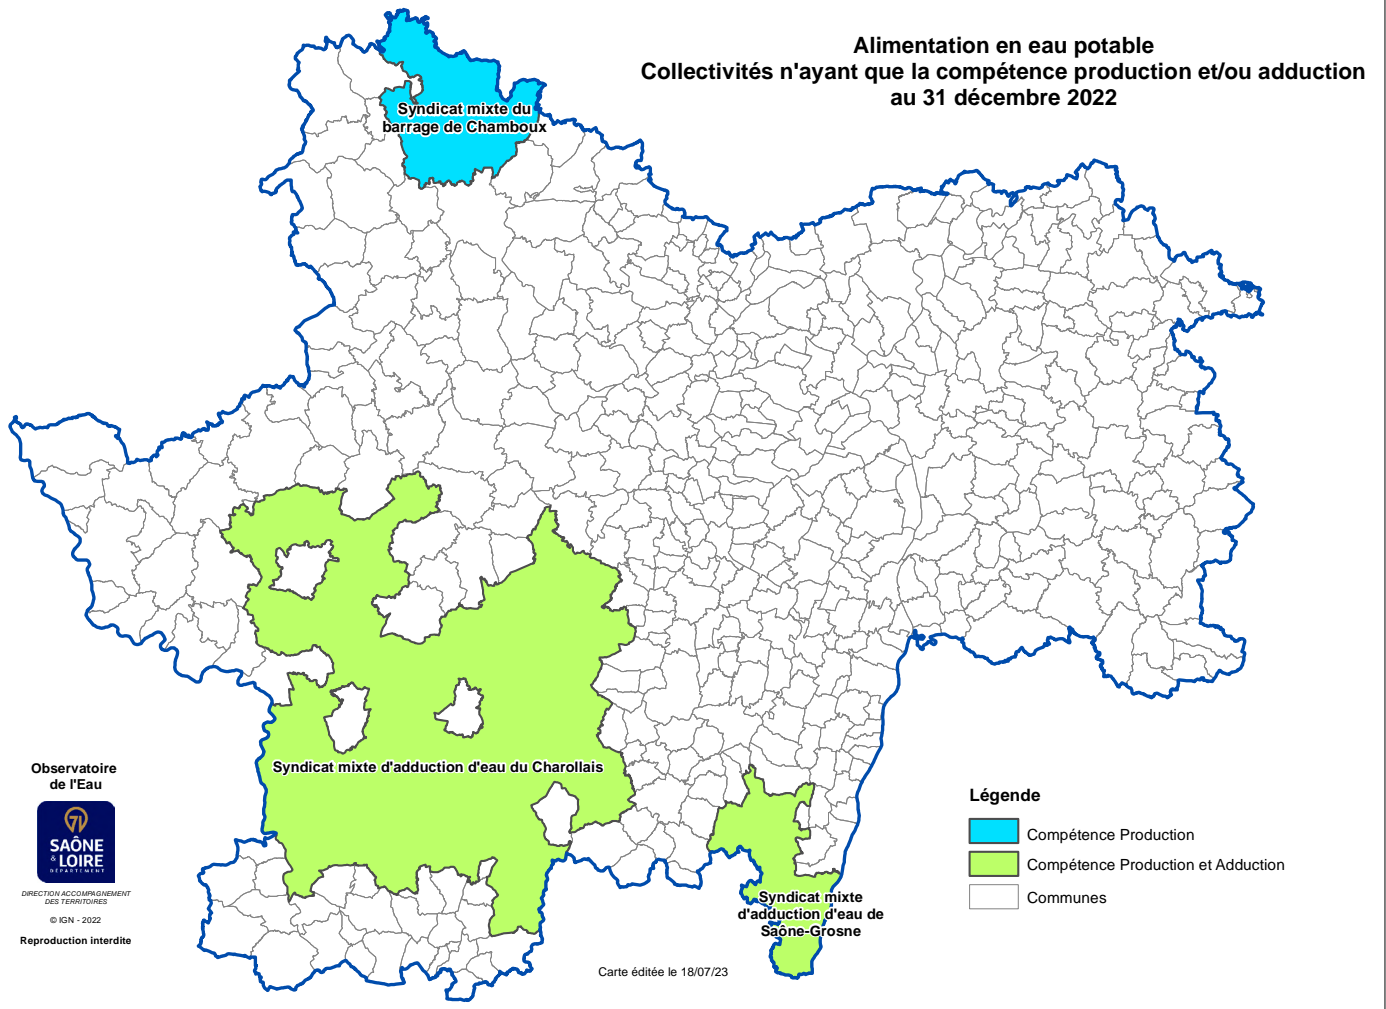 Alimentation en eau potable
Collectivités n'ayant que la compétence production et/ou adduction
au 31 décembre 2022
Syndicat mixte du
barrage de Chamboux
Syndicat mixte d'adduction d'eau du Charollais
Syndicat mixte
d'adduction d'eau de
Saône-Grosne
Observatoire
de l'Eau
71
SAÔNE
& LOIRE
DÉPARTEMENT
DIRECTION ACCOMPAGNEMENT
DES TERRITOIRES
© IGN - 2022
Reproduction interdite
Carte éditée le 18/07/23
Légende
Compétence Production
Compétence Production et Adduction
Communes